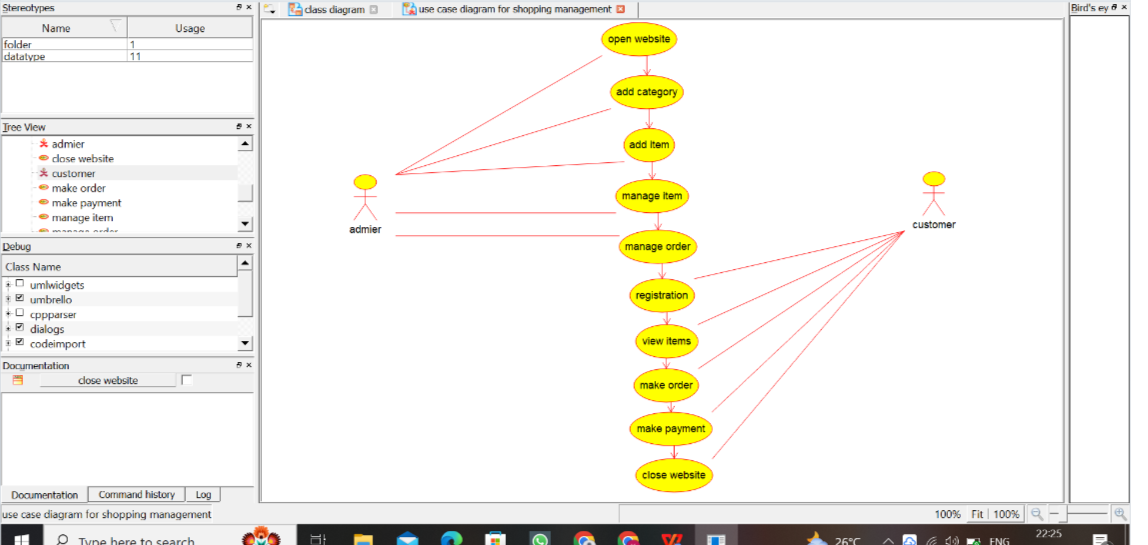 Stereotypes
Name Usage
folder 1
datatype 11
Tree View
admier
close website
customer
make order
make payment
manage item
manage order
Debug
Class Name
umlwidgets
umbrello
cppparser
dialogs
codeimport
Documentation
close website
Documentation Command history Log
class diagram
use case diagram for shopping management
open website
add category
add item
manage item
manage order
registration
view items
make order
make payment
close website
admier
customer
Bird's ey
use case diagram for shopping management
100% Fit 100%
Type here to search
26°C
ENG
22:25